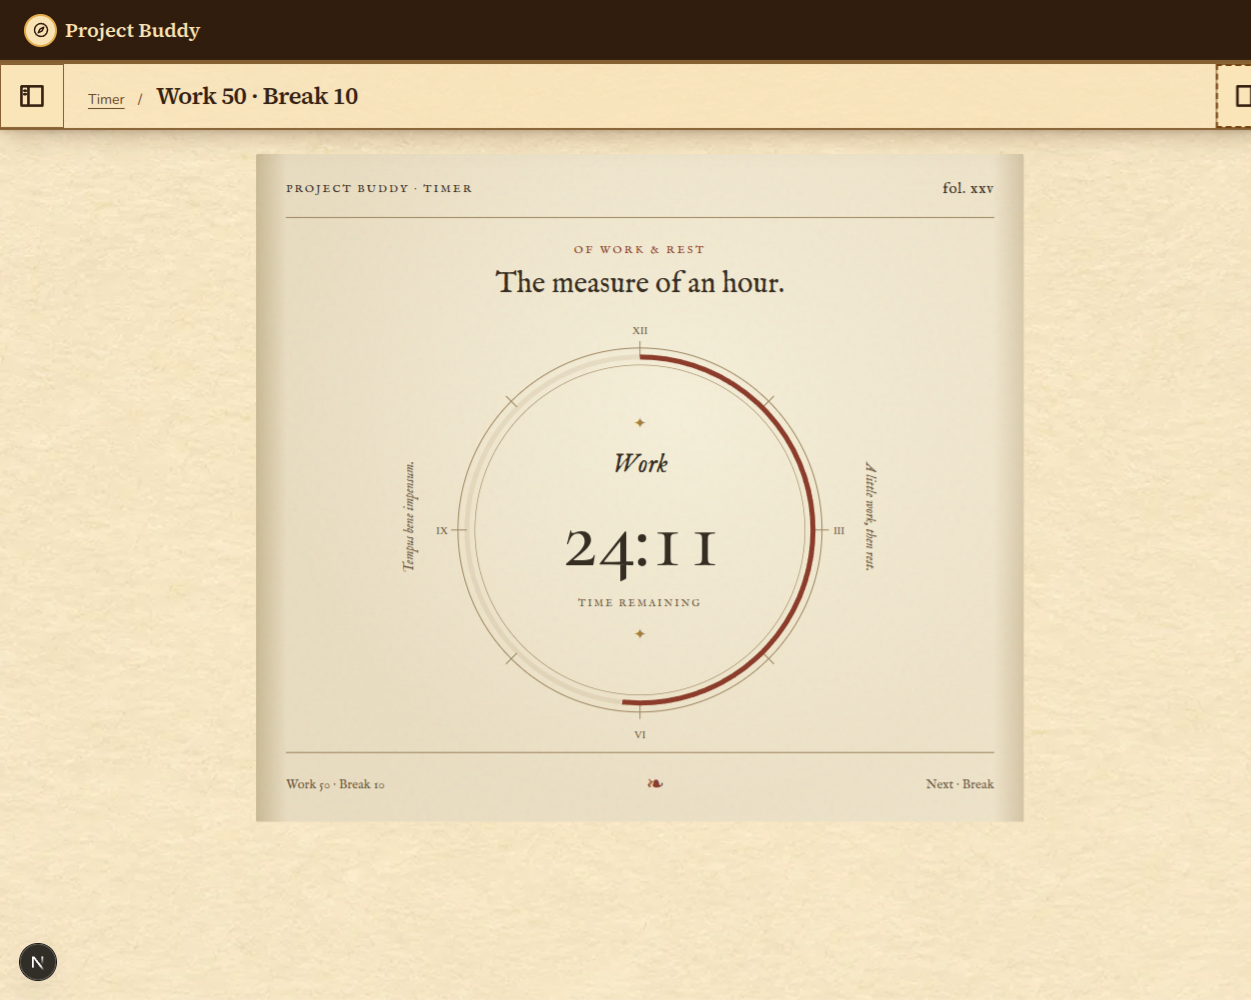 Project Buddy
Timer / Work 50 · Break 10
PROJECT BUDDY · TIMER
fol. xxv
OF WORK & REST
The measure of an hour.
XII
Work
Tempus bene impensum.
IX
24:11
III
A little work, then rest.
TIME REMAINING
VI
Work 50 · Break 10
Next · Break
N